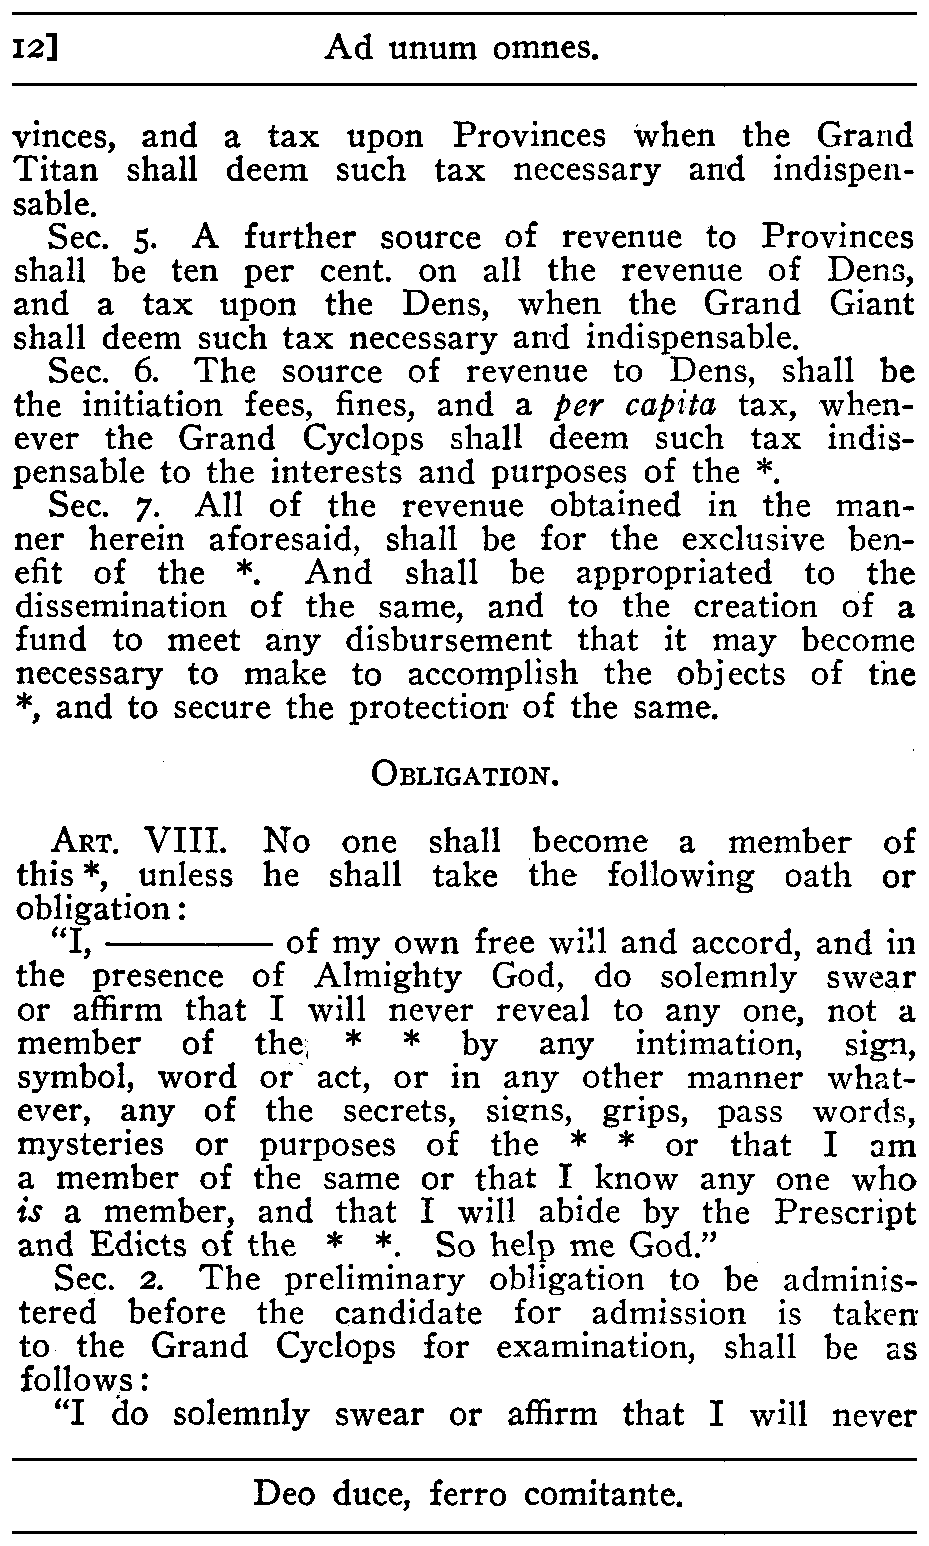 12] Ad unum omnes.
vinces, and a tax upon Provinces when the Grand
Titan shall deem such tax necessary and indispen-
sable.
Sec. 5. A further source of revenue to Provinces
shall be ten per cent. on all the revenue of Dens,
and a tax upon the Dens, when the Grand Giant
shall deem such tax necessary and indispensable.
Sec. 6. The source of revenue to Dens, shall be
the initiation fees, fines, and a per capita tax, when-
ever the Grand Cyclops shall deem such tax indis-
pensable to the interests and purposes of the *.
Sec. 7. All of the revenue obtained in the man-
ner herein aforesaid, shall be for the exclusive ben-
efit of the *. And shall be appropriated to the
dissemination of the same, and to the creation of a
fund to meet any disbursement that it may become
necessary to make to accomplish the objects of the
*, and to secure the protection of the same.
OBLIGATION.
ART. VIII. No one shall become a member of
this *, unless he shall take the following oath or
obligation:
“I, ———— of my own free will and accord, and in
the presence of Almighty God, do solemnly swear
or affirm that I will never reveal to any one, not a
member of the * * by any intimation, sign,
symbol, word or act, or in any other manner what-
ever, any of the secrets, signs, grips, pass words,
mysteries or purposes of the * * or that I am
a member of the same or that I know any one who
is a member, and that I will abide by the Prescript
and Edicts of the * *. So help me God.”
Sec. 2. The preliminary obligation to be adminis-
tered before the candidate for admission is taken
to the Grand Cyclops for examination, shall be as
follows:
“I do solemnly swear or affirm that I will never
Deo duce, ferro comitante.